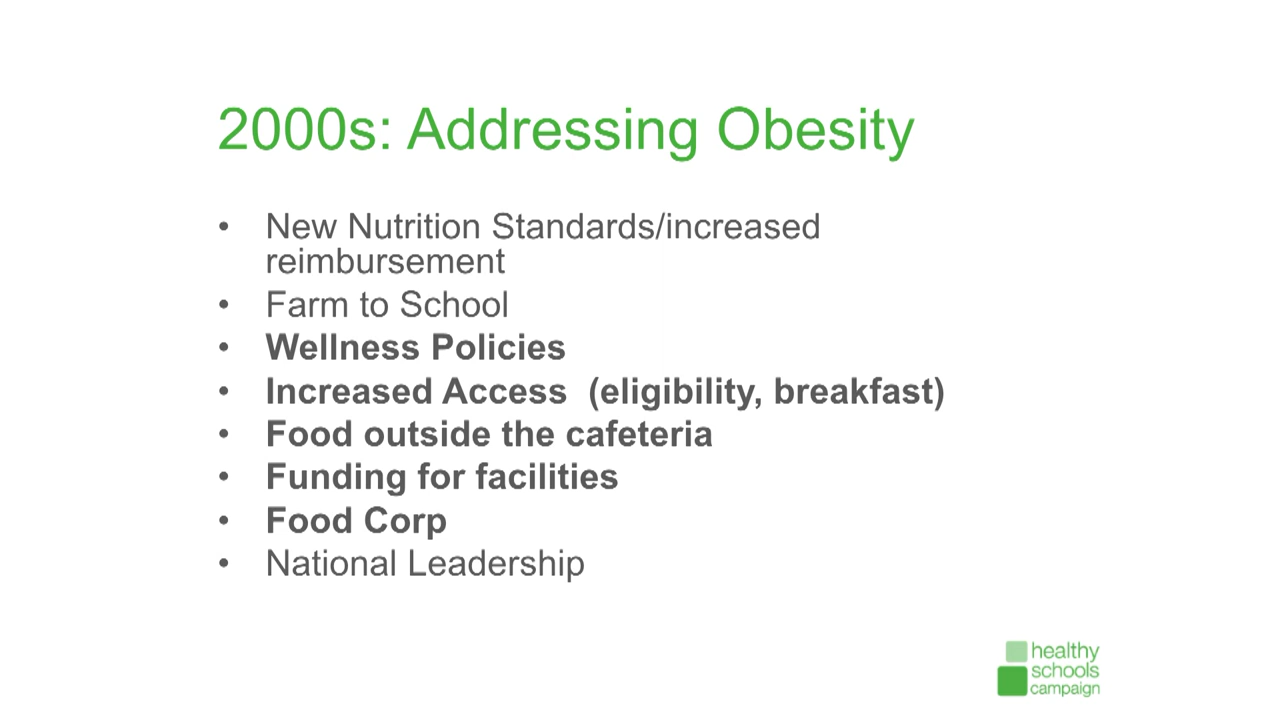 2000s: Addressing Obesity
• New Nutrition Standards/increased
reimbursement
• Farm to School
• Wellness Policies
• Increased Access  (eligibility, breakfast)
• Food outside the cafeteria
• Funding for facilities
• Food Corp
• National Leadership
healthy
schools
campaign